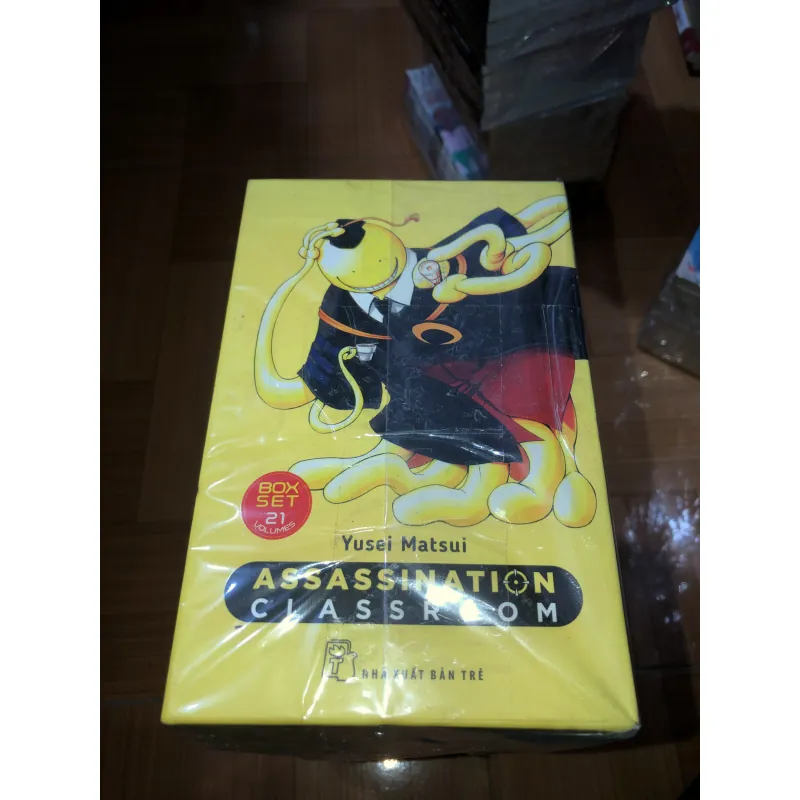 BOX
SET
21
VOLUMES
Yusei Matsui
ASSASSINATION
CLASSROOM
NHÀ XUẤT BẢN TRẺ